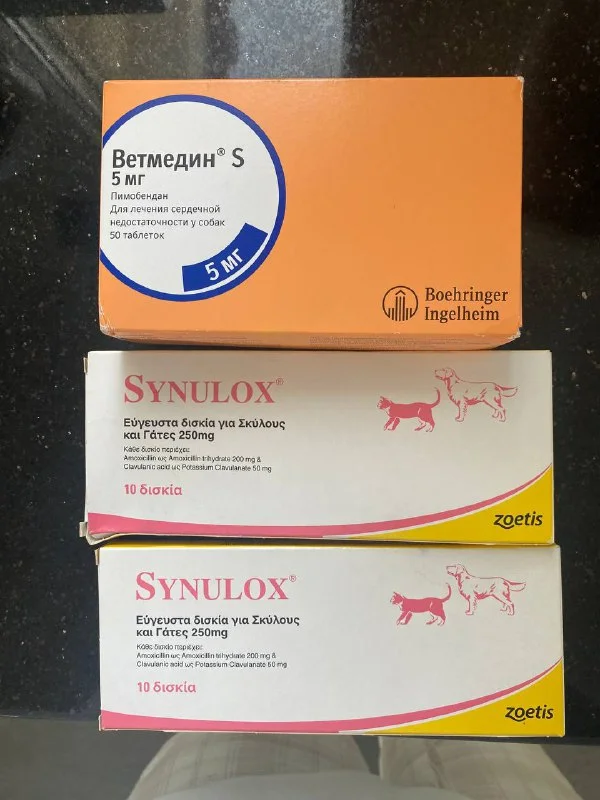 Ветмедин® S
5 мг
Пимобендан
Для лечения сердечной
недостаточности у собак
50 таблеток
5 мг
Boehringer
Ingelheim
SYNULOX®
Εύγευστα δισκία για Σκύλους
και Γάτες 250mg
Κάθε δισκίο περιέχει:
Amoxicillin ως Amoxicillin trihydrate 200 mg &
Clavulanic acid ως Potassium Clavulanate 50 mg
10 δισκία
zoetis
SYNULOX®
Εύγευστα δισκία για Σκύλους
και Γάτες 250mg
Κάθε δισκίο περιέχει:
Amoxicillin ως Amoxicillin trihydrate 200 mg &
Clavulanic acid ως Potassium Clavulanate 50 mg
10 δισκία
zoetis